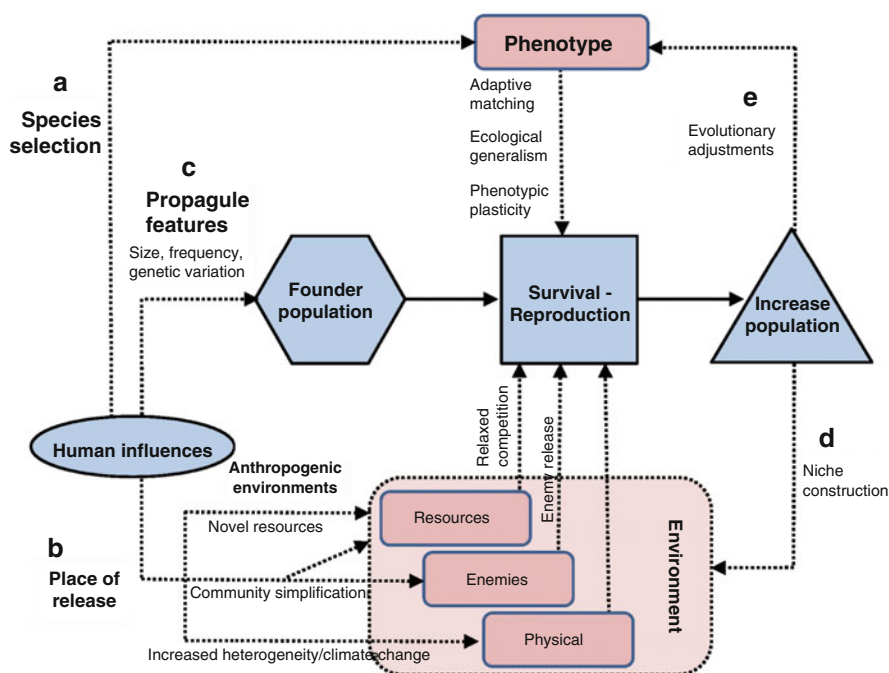 Phenotype
a
Species
selection
Adaptive
matching
Ecological
generalism
Phenotypic
plasticity
e
Evolutionary
adjustments
c
Propagule
features
Size, frequency,
genetic variation
Founder
population
Survival -
Reproduction
Increase
population
Human influences
Relaxed
competition
Enemy release
d
Niche
construction
Anthropogenic
environments
Novel resources
Resources
Environment
b
Place of
release
Community simplification
Enemies
Physical
Increased heterogeneity/climate change